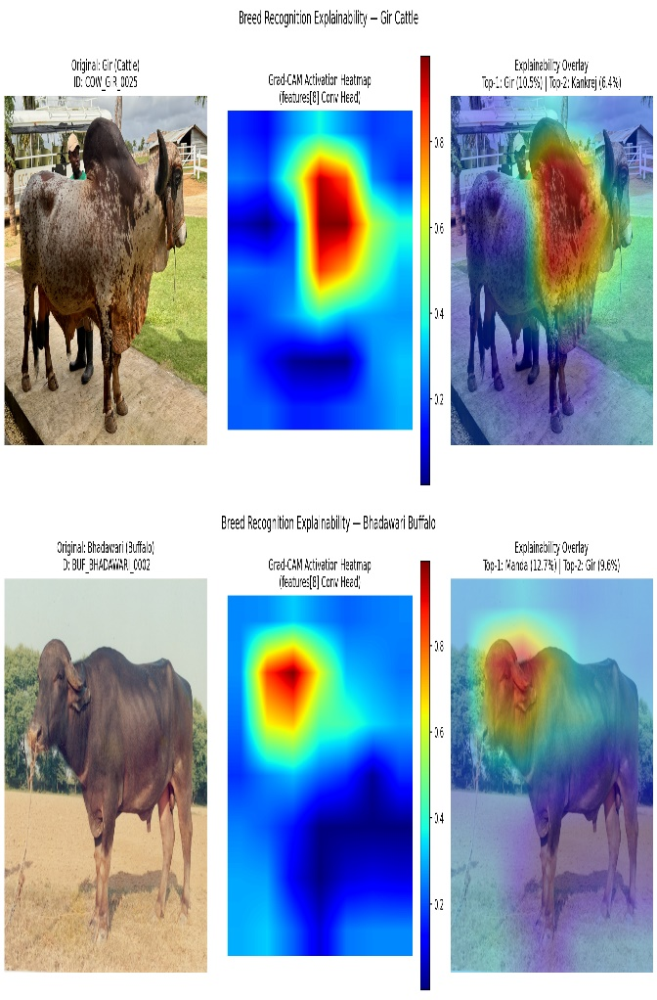 Breed Recognition Explainability — Gir Cattle
Original: Gir (Cattle)
ID: COW_GIR_0025
Grad-CAM Activation Heatmap
(features[8] Conv Head)
0.8
0.6
0.4
0.2
Explainability Overlay
Top-1: Gir (10.5%) | Top-2: Kankrej (6.4%)
Breed Recognition Explainability — Bhadawari Buffalo
Original: Bhadawari (Buffalo)
ID: BUF_BHADAWARI_0002
Grad-CAM Activation Heatmap
(features[8] Conv Head)
0.8
0.6
0.4
0.2
Explainability Overlay
Top-1: Manda (12.7%) | Top-2: Gir (9.6%)